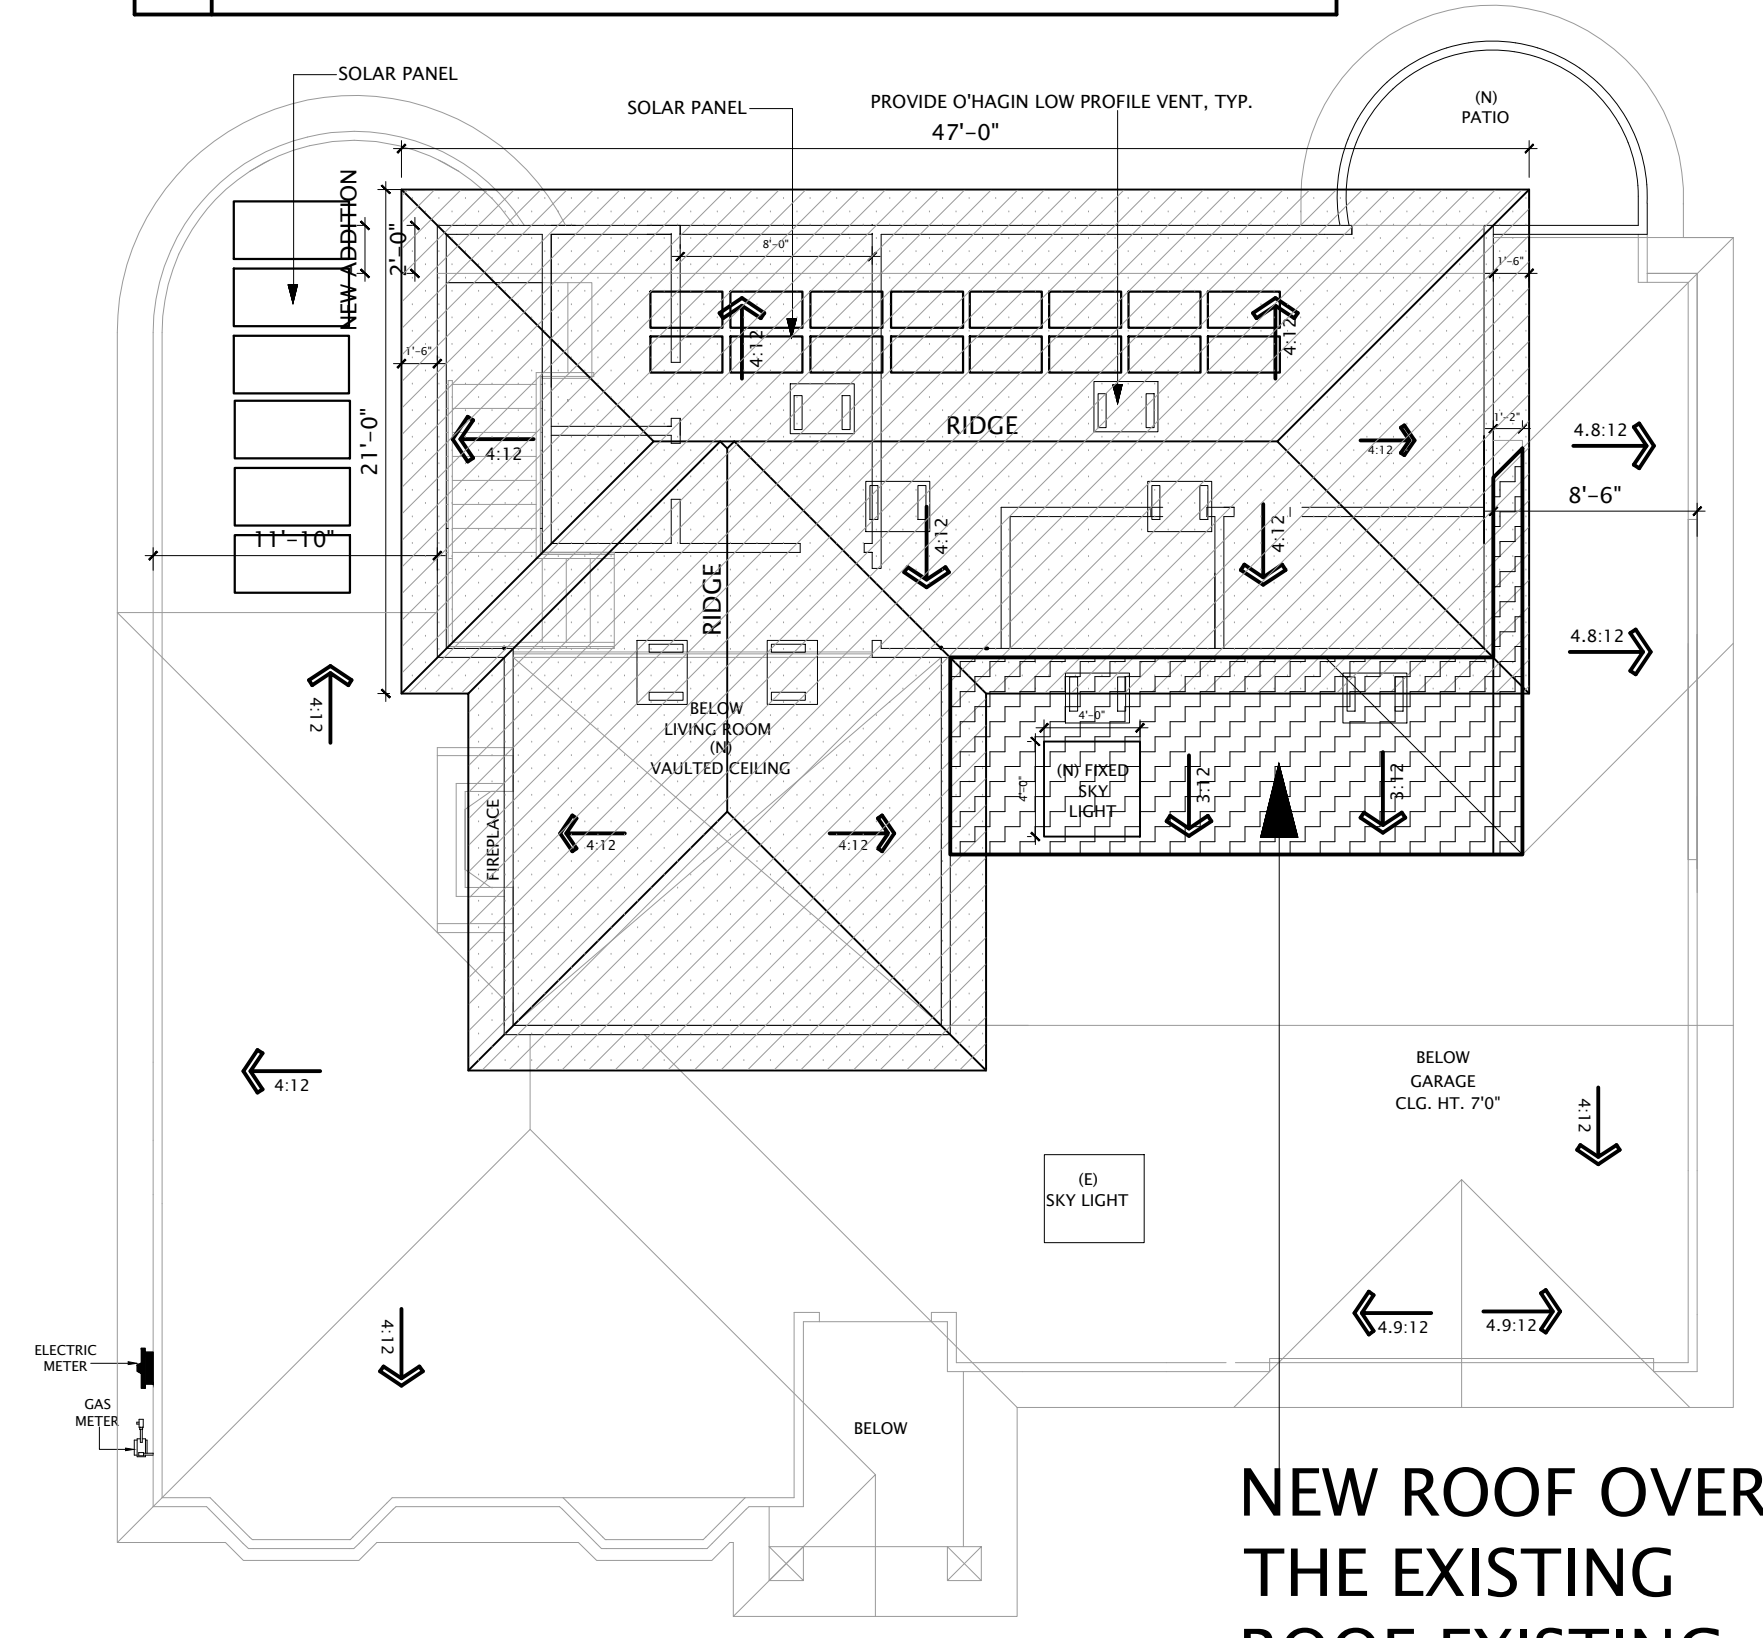 SOLAR PANEL
SOLAR PANEL
PROVIDE O'HAGIN LOW PROFILE VENT, TYP.
47'-0"
(N)
PATIO
NEW ADDITION
2'-0"
8'-0"
1'-6"
1'-6"
4:12
4:12
RIDGE
1'-2"
4:12
4:12
4.8:12
21'-0"
8'-6"
11'-10"
4:12
4:12
RIDGE
4.8:12
4:12
BELOW
LIVING ROOM
(N)
VAULTED CEILING
4'-0"
4'-0"
(N) FIXED
SKY
LIGHT
3:12
3:12
FIREPLACE
4:12
4:12
4:12
BELOW
GARAGE
CLG. HT. 7'0"
4:12
(E)
SKY LIGHT
4.9:12
4.9:12
4:12
ELECTRIC
METER
GAS
METER
BELOW
NEW ROOF OVER
THE EXISTING
ROOF EXISTING